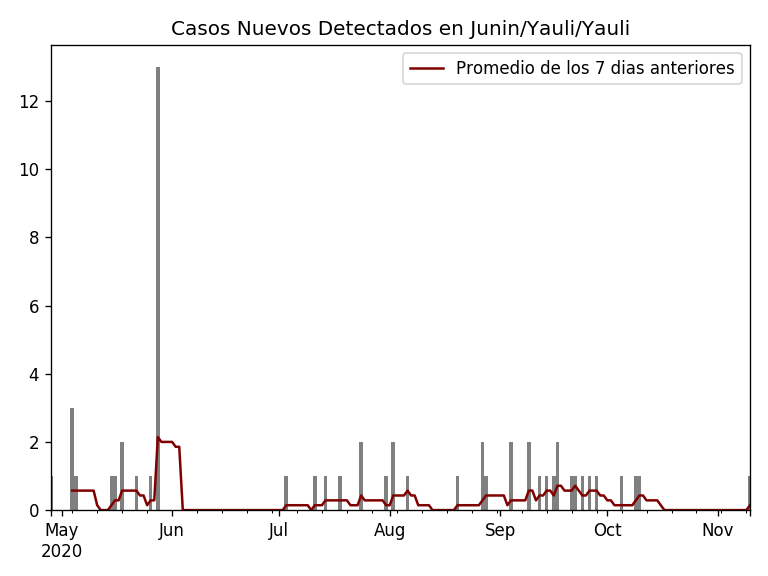 Casos Nuevos Detectados en Junin/Yauli/Yauli
Promedio de los 7 dias anteriores
12
10
8
6
4
2
0
May Jun Jul Aug Sep Oct Nov
2020